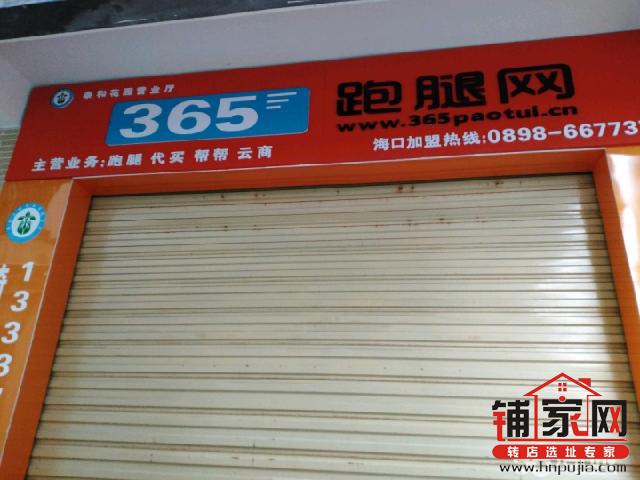 泰和花园营业厅
365
跑腿网
www.365paotui.cn
主营业务:跑腿 代买 帮帮 云商
海口加盟热线:0898-66773
1
3
3
3
铺家网
转店选址专家
www.hnpujia.com